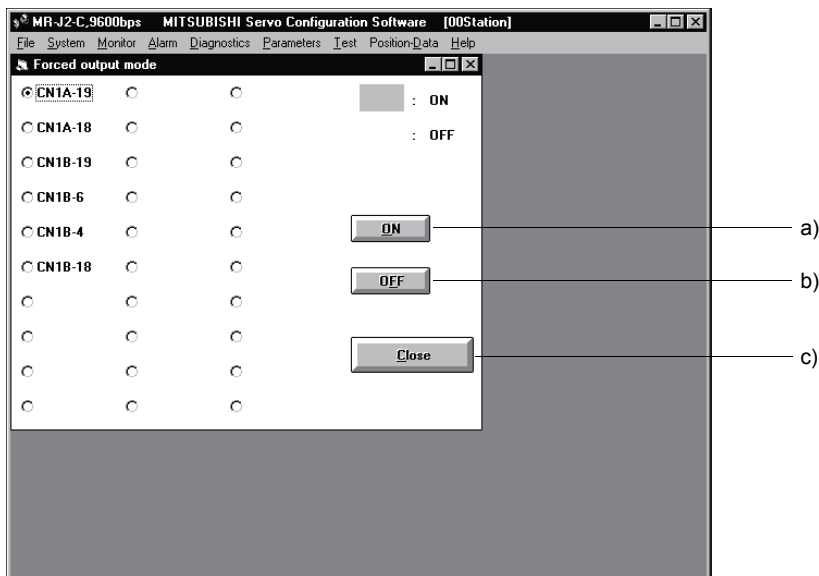 MR-J2-C,9600bps MITSUBISHI Servo Configuration Software [00Station]
File System Monitor Alarm Diagnostics Parameters Test Position-Data Help
Forced output mode
CN1A-19
: ON
CN1A-18
: OFF
CN1B-19
CN1B-6
CN1B-4
ON
a)
CN1B-18
OFF
b)
Close
c)